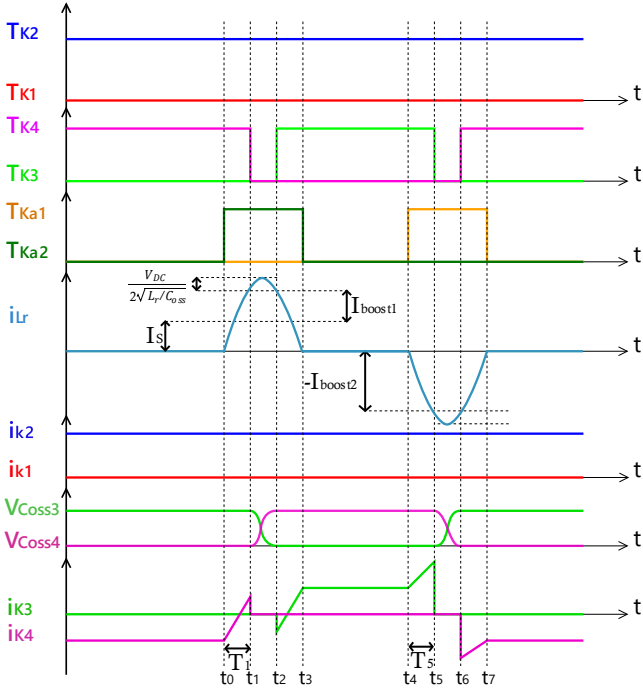 TK2
TK1 t
TK4
TK3 t
TKa1
TKa2 t
VDC
2√Lr/Coss
Iboost1
iLr IS t
-Iboost2
ik2
ik1 t
VCoss3
VCoss4 t
iK3 t
iK4
T1 T5
t0 t1 t2 t3 t4 t5 t6 t7